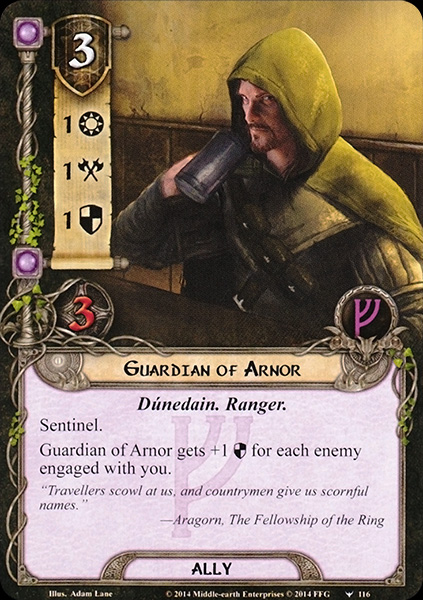 3
1
1
1
3
Guardian of Arnor
Dúnedain. Ranger.
Sentinel.
Guardian of Arnor gets +1 for each enemy
engaged with you.
“Travellers scowl at us, and countrymen give us scornful
names.”
—Aragorn, The Fellowship of the Ring
ALLY
Illus. Adam Lane © 2014 Middle-earth Enterprises © 2014 FFG 116